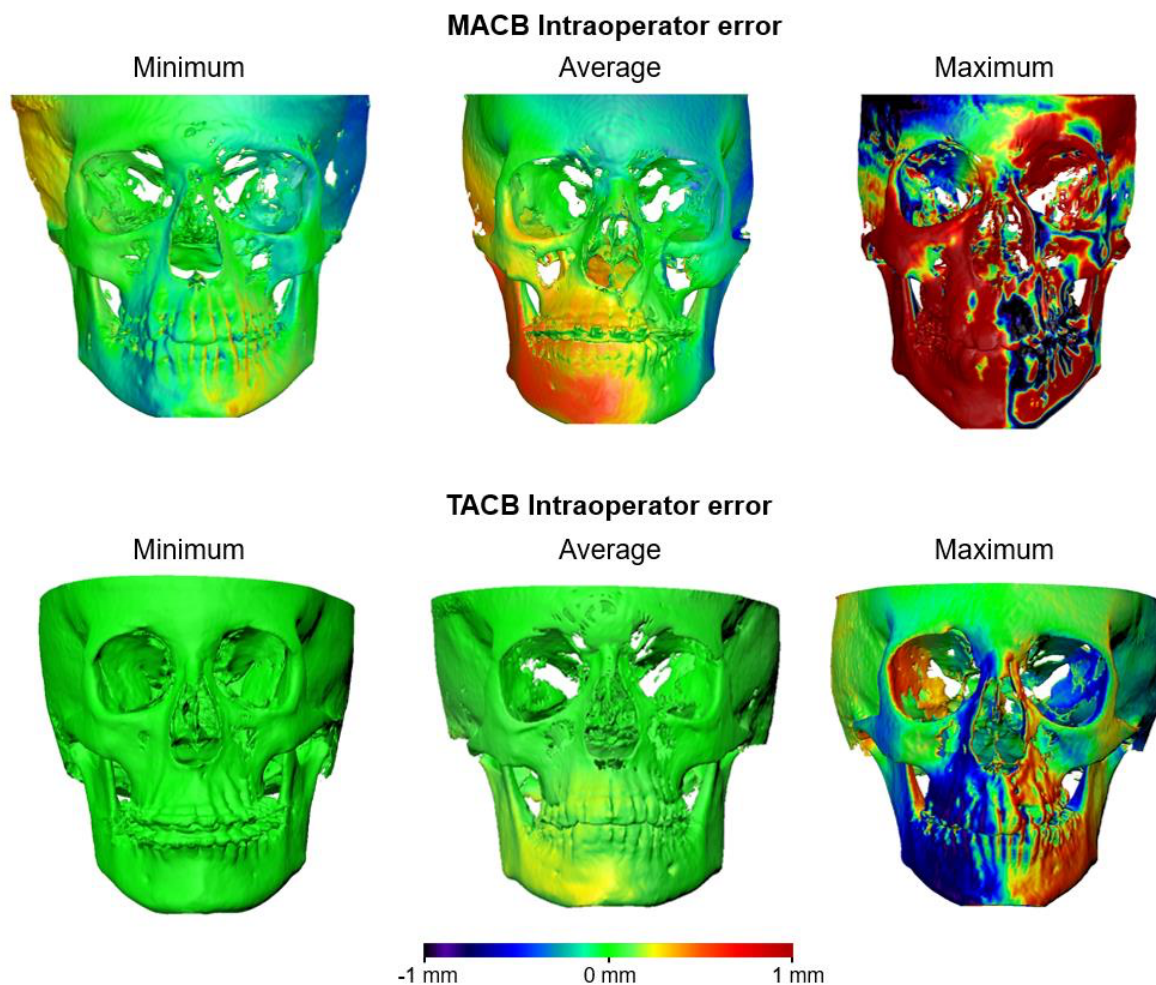 MACB Intraoperator error
Minimum
Average
Maximum
TACB Intraoperator error
Minimum
Average
Maximum
-1 mm
0 mm
1 mm